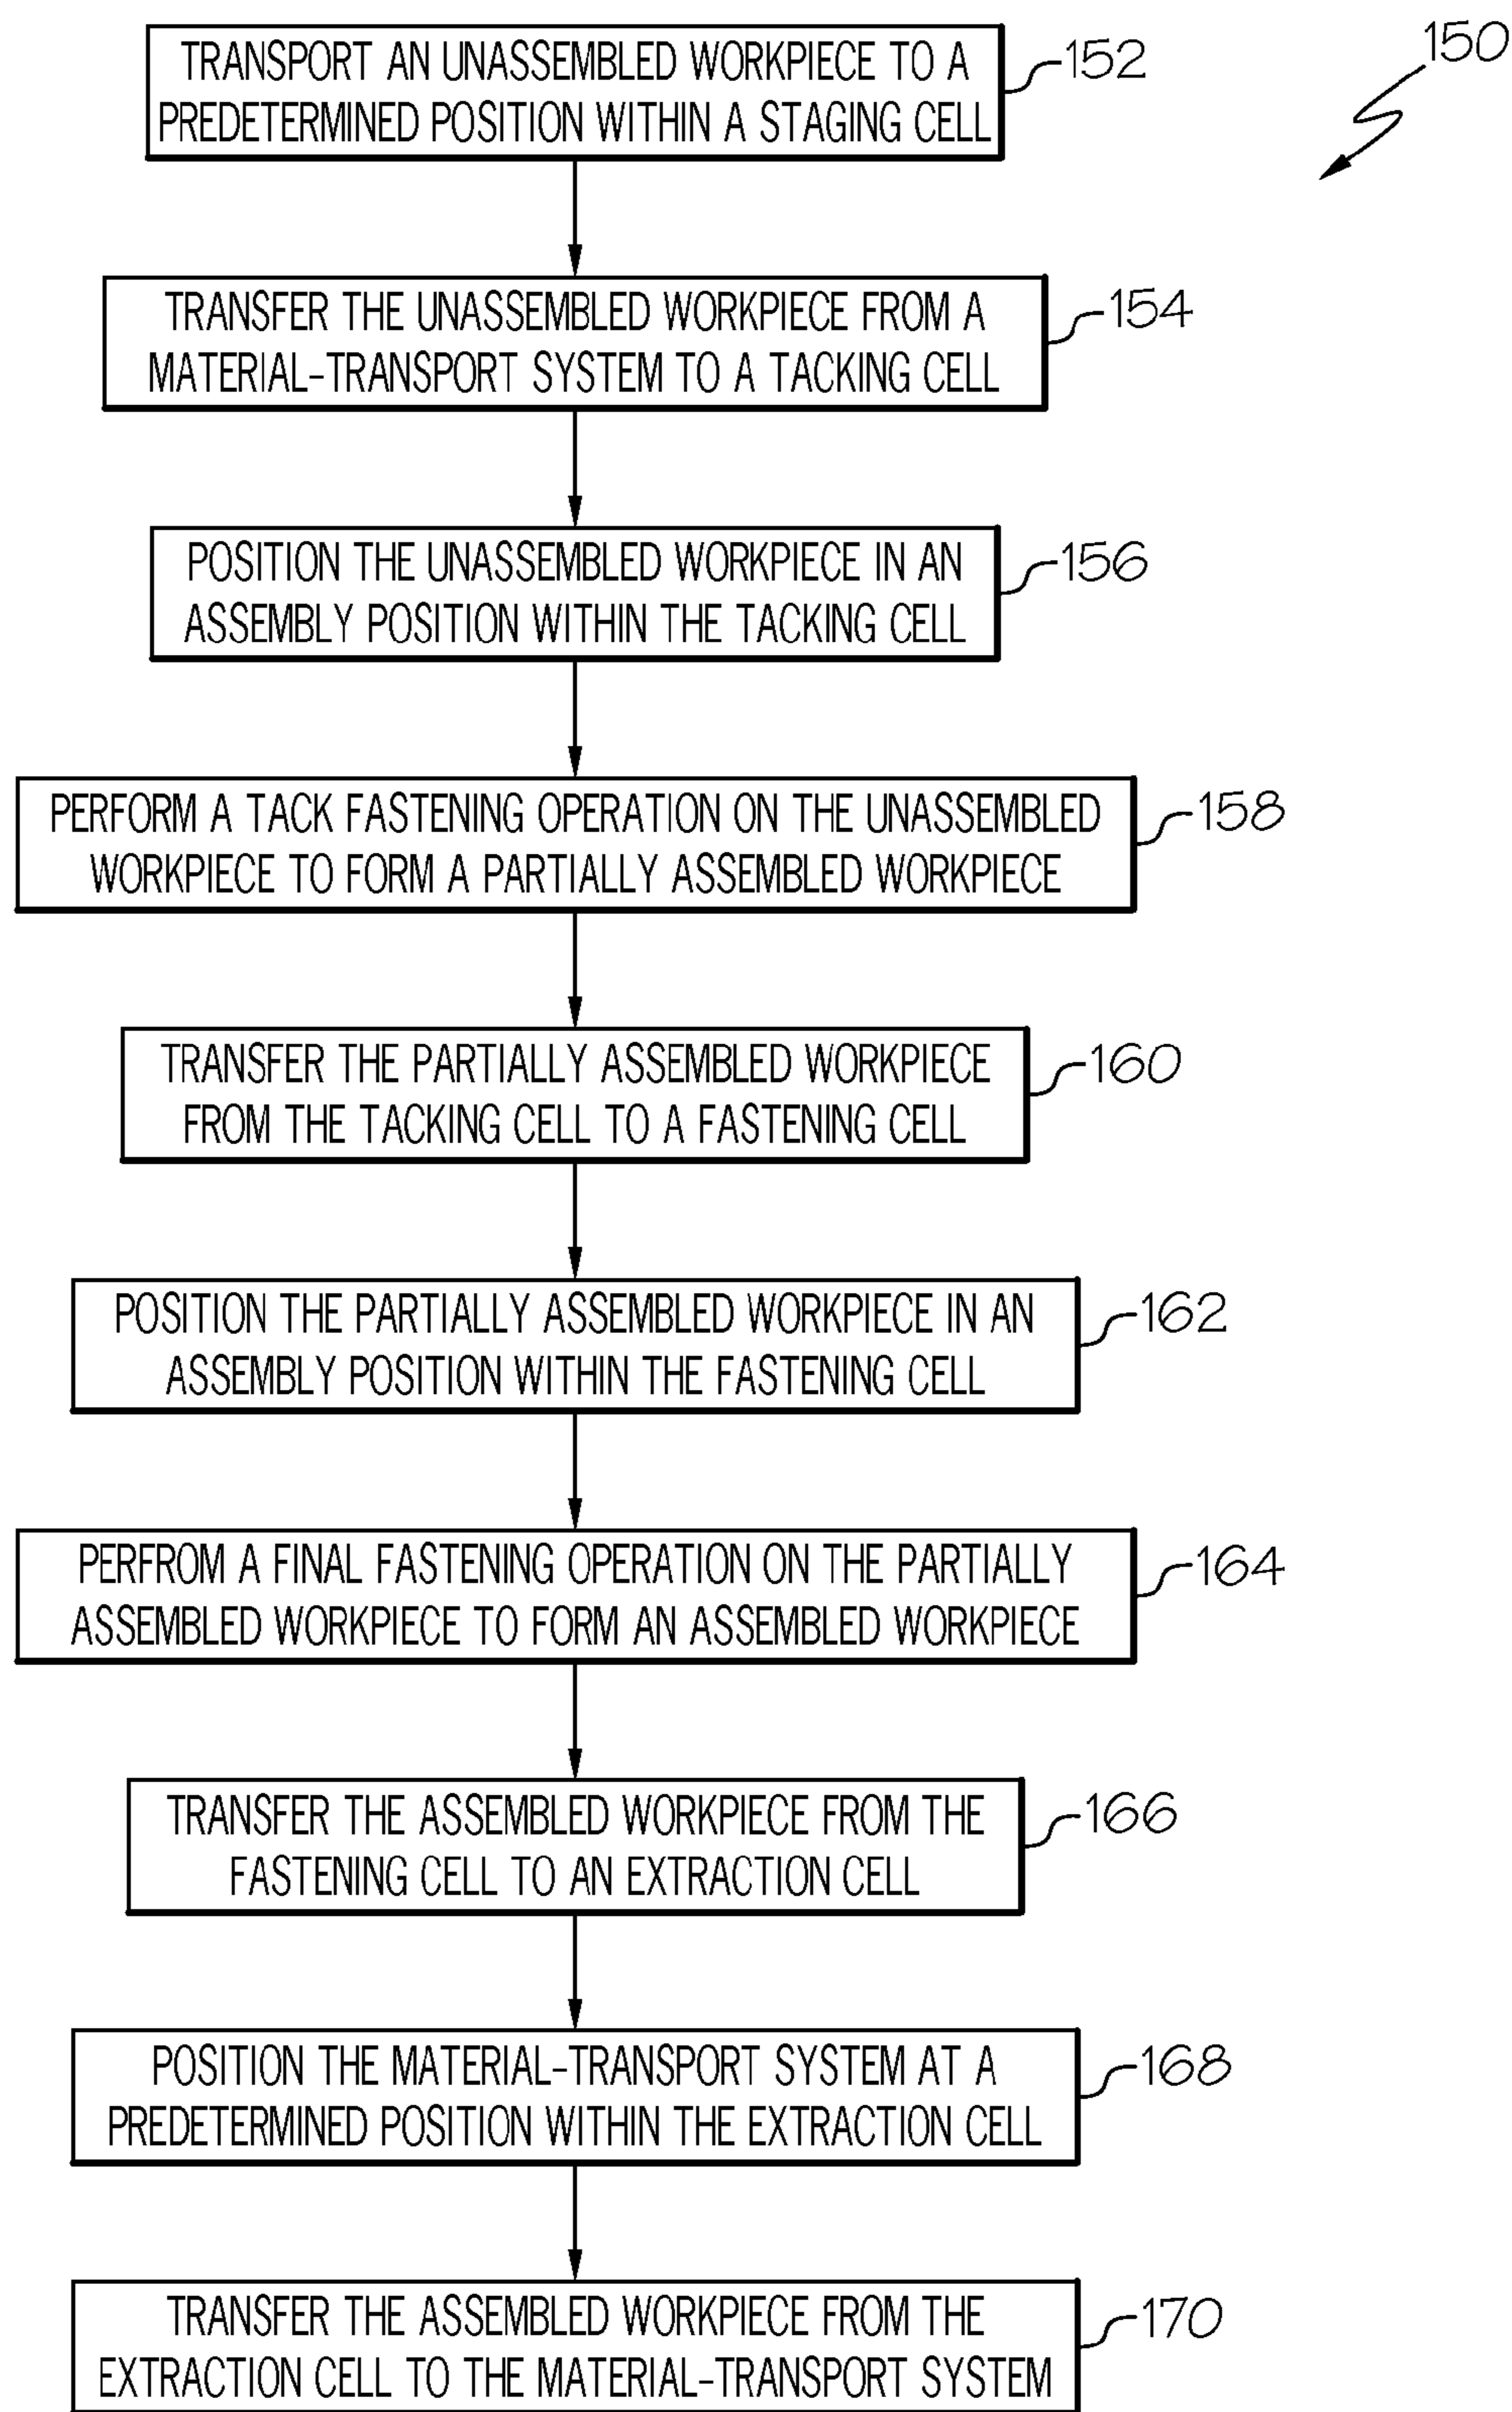 150
TRANSPORT AN UNASSEMBLED WORKPIECE TO A
PREDETERMINED POSITION WITHIN A STAGING CELL
152
TRANSFER THE UNASSEMBLED WORKPIECE FROM A
MATERIAL-TRANSPORT SYSTEM TO A TACKING CELL
154
POSITION THE UNASSEMBLED WORKPIECE IN AN
ASSEMBLY POSITION WITHIN THE TACKING CELL
156
PERFORM A TACK FASTENING OPERATION ON THE UNASSEMBLED
WORKPIECE TO FORM A PARTIALLY ASSEMBLED WORKPIECE
158
TRANSFER THE PARTIALLY ASSEMBLED WORKPIECE
FROM THE TACKING CELL TO A FASTENING CELL
160
POSITION THE PARTIALLY ASSEMBLED WORKPIECE IN AN
ASSEMBLY POSITION WITHIN THE FASTENING CELL
162
PERFROM A FINAL FASTENING OPERATION ON THE PARTIALLY
ASSEMBLED WORKPIECE TO FORM AN ASSEMBLED WORKPIECE
164
TRANSFER THE ASSEMBLED WORKPIECE FROM THE
FASTENING CELL TO AN EXTRACTION CELL
166
POSITION THE MATERIAL-TRANSPORT SYSTEM AT A
PREDETERMINED POSITION WITHIN THE EXTRACTION CELL
168
TRANSFER THE ASSEMBLED WORKPIECE FROM THE
EXTRACTION CELL TO THE MATERIAL-TRANSPORT SYSTEM
170